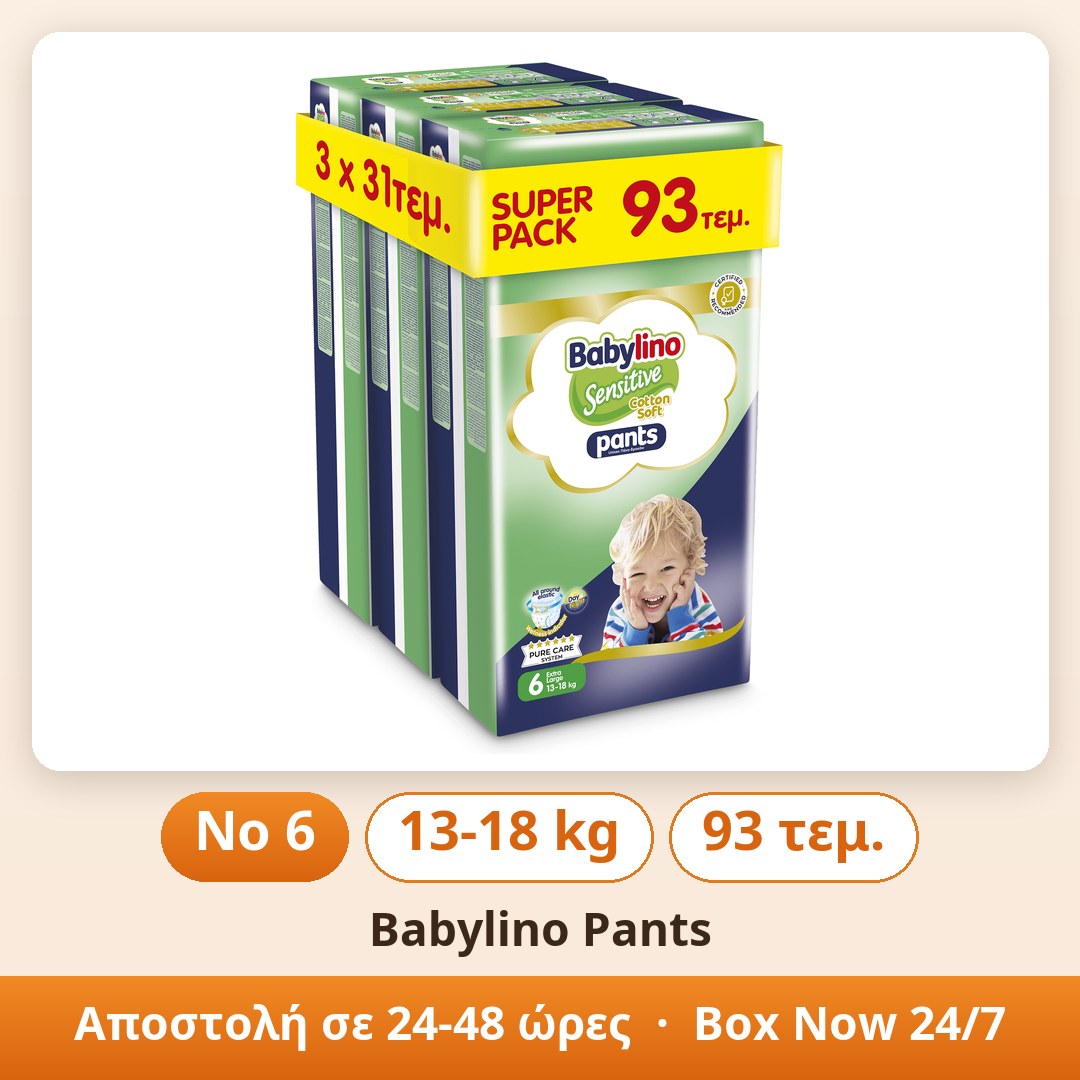 3 x 31τεμ.
SUPER
PACK
93 τεμ.
CERTIFIED
RECOMMENDED
Babylino
Sensitive
Cotton
Soft
pants
All around
elastic
Day
PURE CARE
SYSTEM
6 Extra
Large
13-18 kg
No 6
13-18 kg
93 τεμ.
Babylino Pants
Αποστολή σε 24-48 ώρες · Box Now 24/7